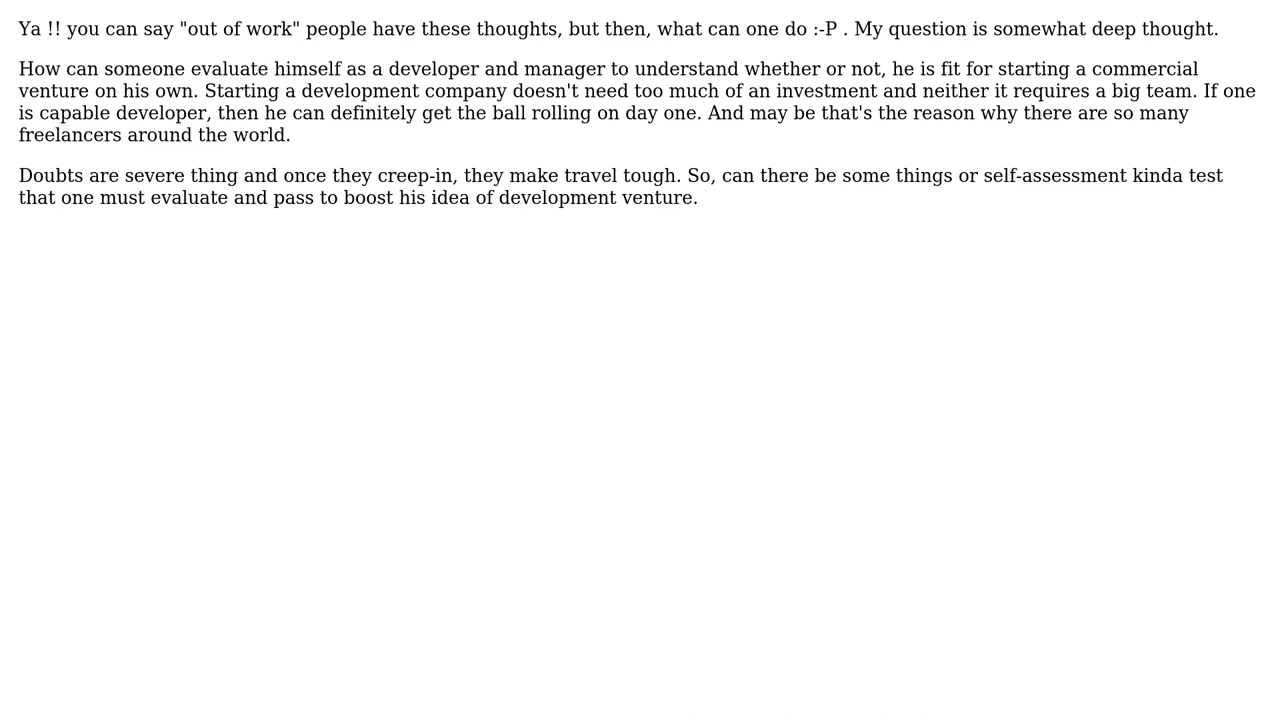 Ya !! you can say "out of work" people have these thoughts, but then, what can one do :-P . My question is somewhat deep thought.
How can someone evaluate himself as a developer and manager to understand whether or not, he is fit for starting a commercial
venture on his own. Starting a development company doesn't need too much of an investment and neither it requires a big team. If one
is capable developer, then he can definitely get the ball rolling on day one. And may be that's the reason why there are so many
freelancers around the world.
Doubts are severe thing and once they creep-in, they make travel tough. So, can there be some things or self-assessment kinda test
that one must evaluate and pass to boost his idea of development venture.